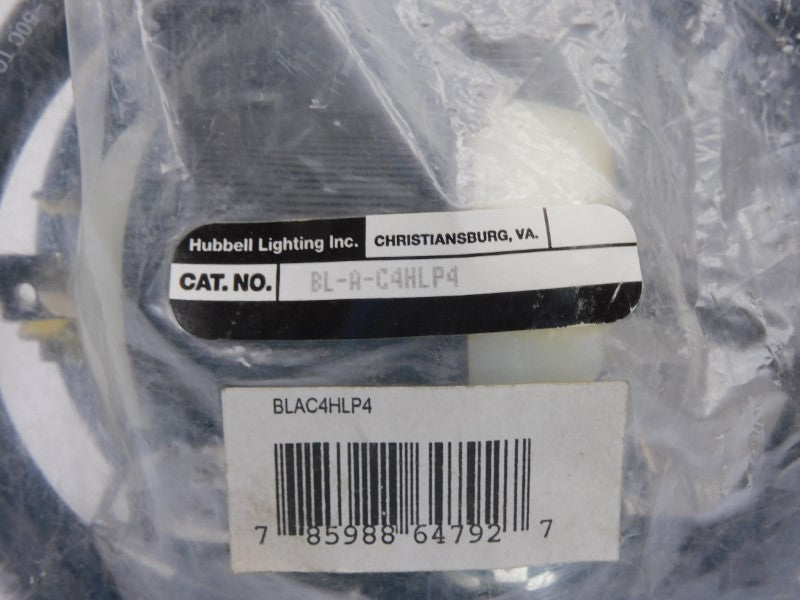 Hubbell Lighting Inc. CHRISTIANSBURG, VA.
CAT. NO. BL-A-C4HLP4
BLAC4HLP4
7 85988 64792 7